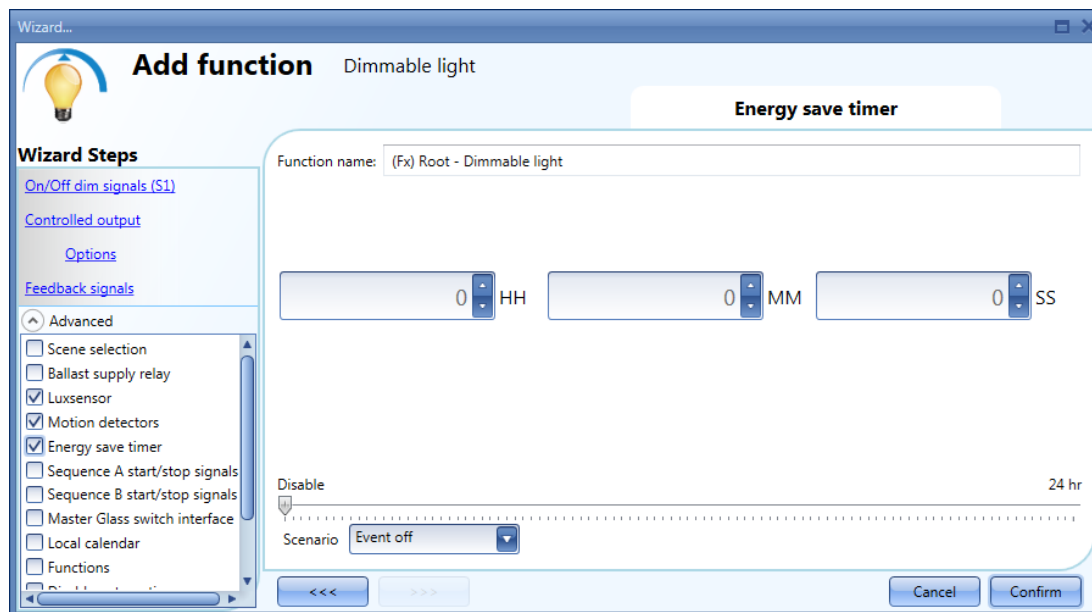 Wizard...
Add function Dimmable light
Energy save timer
Wizard Steps
On/Off dim signals (S1)
Controlled output
Options
Feedback signals
Advanced
Scene selection
Ballast supply relay
Luxsensor
Motion detectors
Energy save timer
Sequence A start/stop signals
Sequence B start/stop signals
Master Glass switch interface
Local calendar
Functions
Function name: (Fx) Root - Dimmable light
0 HH 0 MM 0 SS
Disable 24 hr
Scenario Event off
<<< >>> Cancel Confirm